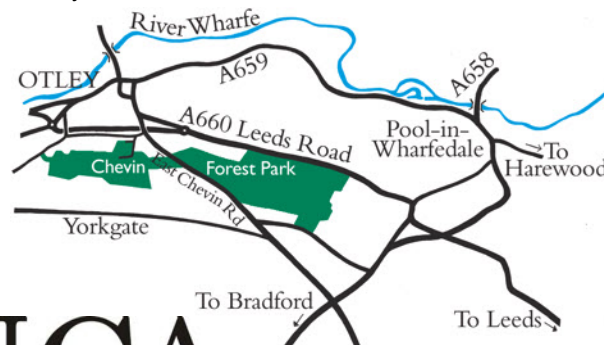 River Wharfe
OTLEY
A659
A658
A660 Leeds Road
Pool-in-
Wharfedale
To
Harewood
Chevin
Forest Park
East Chevin Rd
Yorkgate
To Bradford
To Leeds